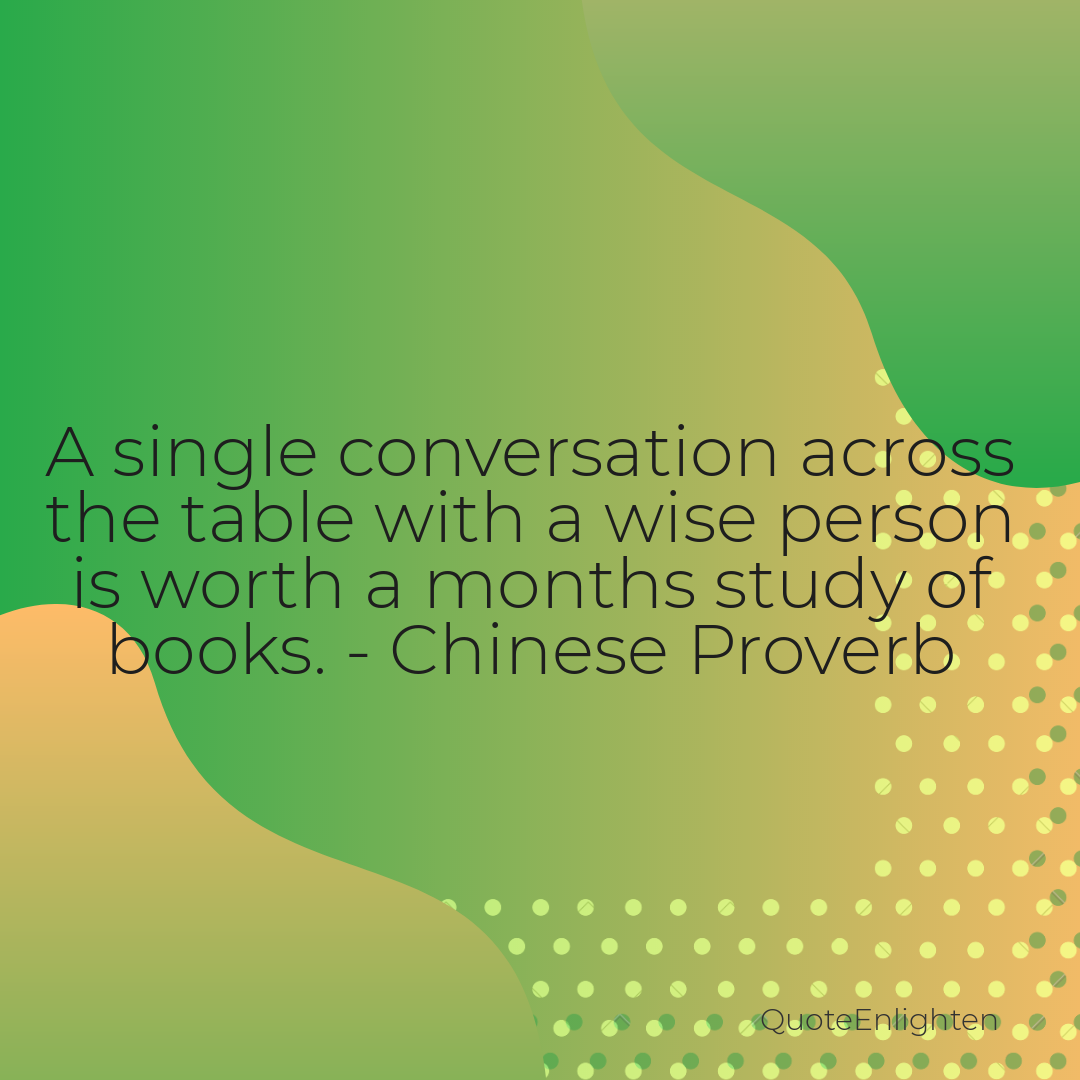 A single conversation across
the table with a wise person
is worth a months study of
books. - Chinese Proverb
QuoteEnlighten